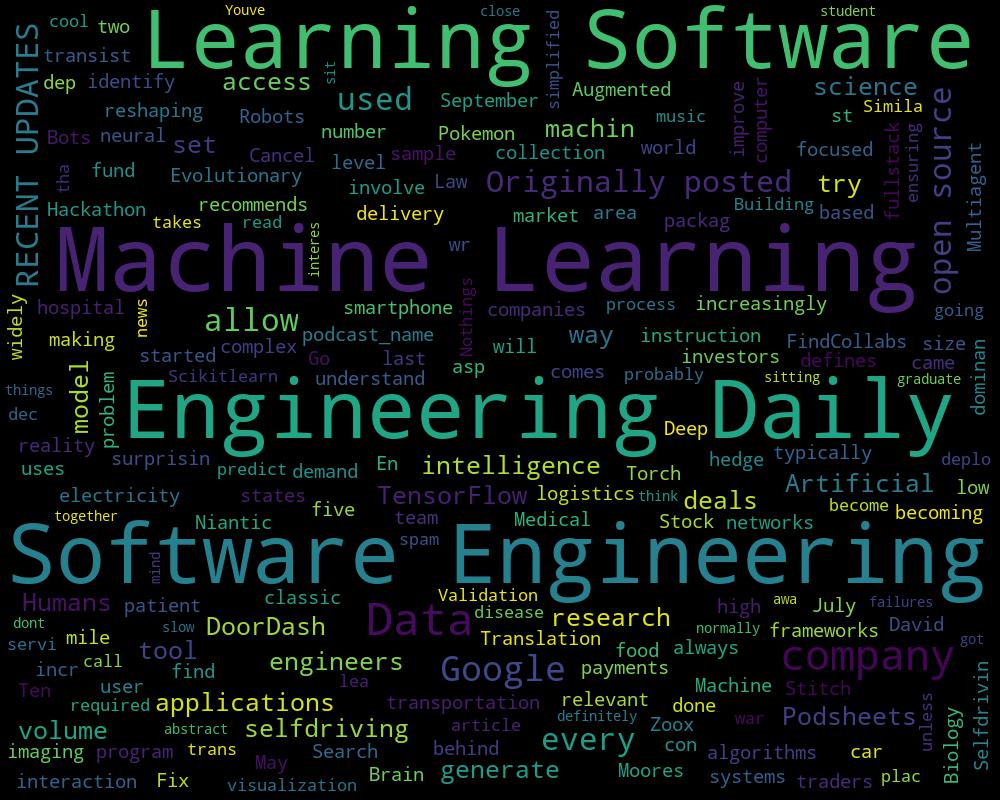 Youve close student
cool two Learning Software
transist sit simplified
RECENT UPDATES
dep identify access Augmented science
used September Simila
reshaping Robots music improve computer st
Bots neural set number Pokemon machin fullstack ensuring open source
Cancel level sample collection world focused
tha fund Evolutionary involve Law Originally posted try Multiagent
Hackathon recommends delivery market area Building based
takes read packag
Machine Learning
interes wr
widely hospital news allow smartphone Nothings companies process increasingly going
making podcast_name way instruction FindCollabs size
started complex Go last will investors defines came
things model problem Scikitlearn understand asp comes probably sitting graduate dominan
dec Engineering Daily
reality Deep
uses surprisin predict demand En intelligence Torch hedge typically deplo
electricity states TensorFlow logistics think deals Artificial low
together Niantic five team Medical Stock networks become becoming
spam
Software Engineering
mind
Humans patient classic Validation high awa July failures
dont slow DoorDash Data disease research normally frameworks David
servi mile tool Translation food always got
incr call find engineers Google payments company
Ten user lea Machine Stitch
required applications transportation relevant done war Podsheets unless Biology Selfdrivin
volume abstract selfdriving article definitely Zoox
imaging program trans Search behind every con algorithms car
May Brain generate Moores systems traders plac
interaction Fix visualization